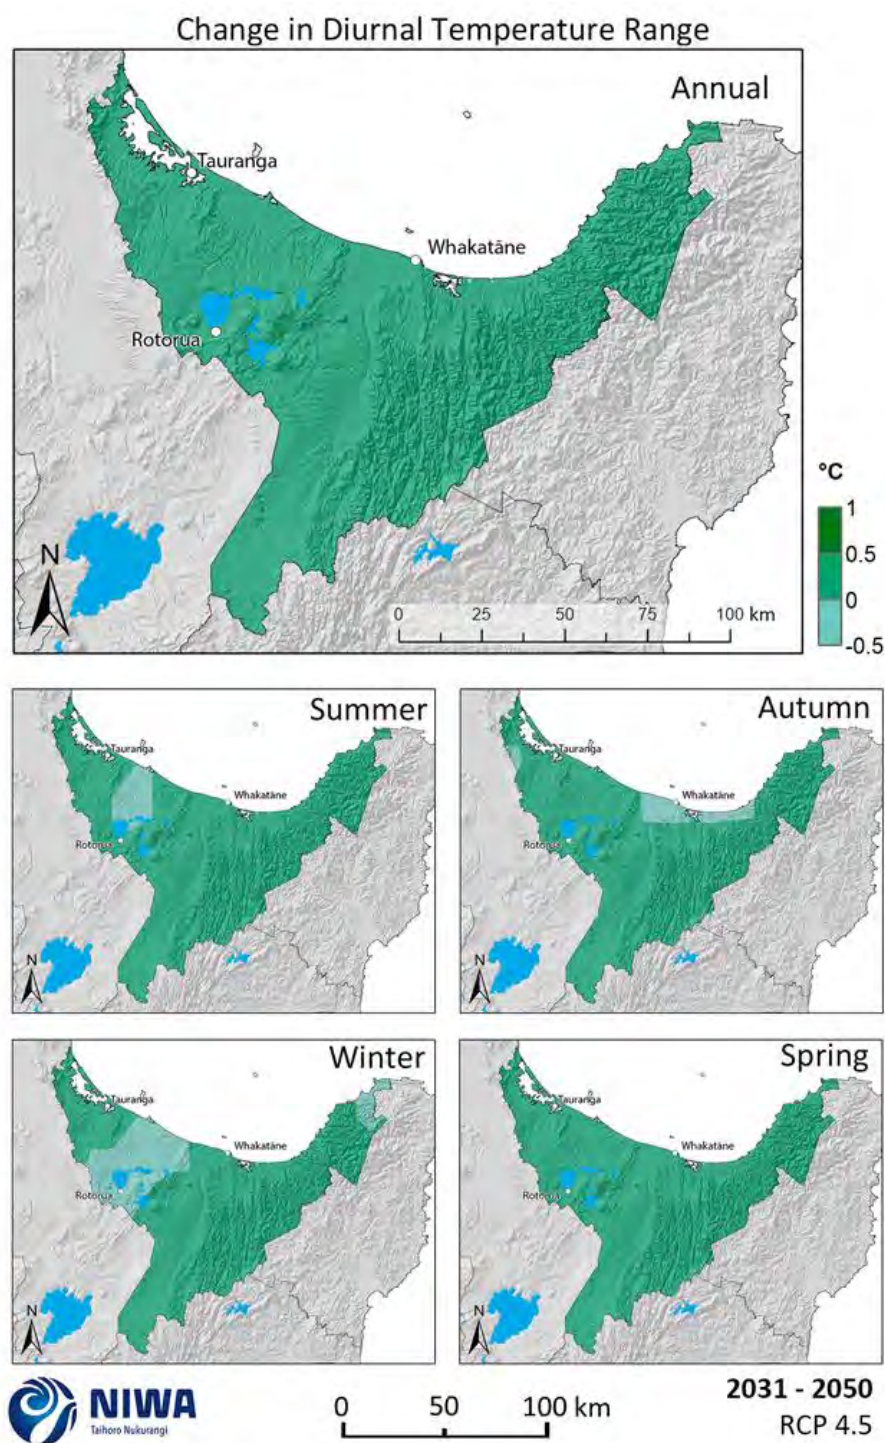 Change in Diurnal Temperature Range
Annual
Tauranga
Whakatāne
Rotorua
°C
1
0.5
0
-0.5
N
0 25 50 75 100 km
Summer
Tauranga
Whakatāne
Rotorua
N
Autumn
Tauranga
Whakatāne
Rotorua
N
Winter
Tauranga
Whakatāne
Rotorua
N
Spring
Tauranga
Whakatāne
Rotorua
N
NIWA
Taihoro Nukurangi
0 50 100 km
2031 - 2050
RCP 4.5